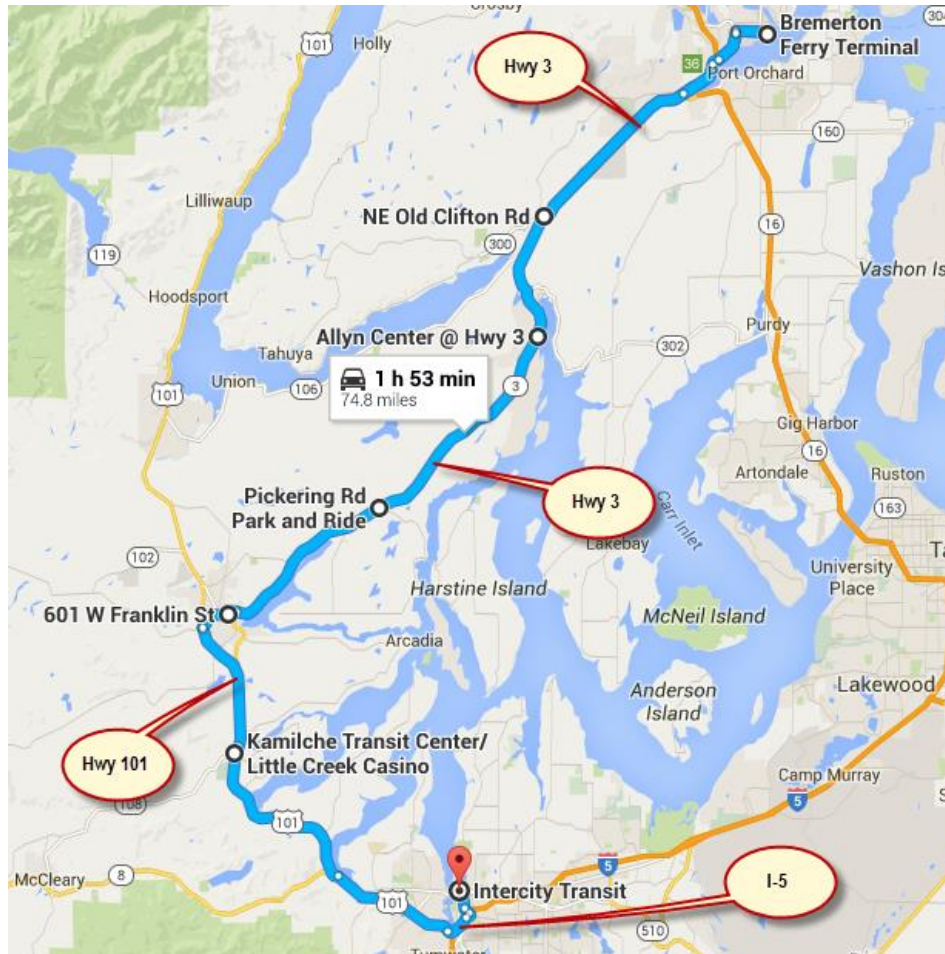 Crosby
304
Bremerton
Ferry Terminal
101
Holly
Hwy 3
36
Port Orchard
160
Lilliwaup
NE Old Clifton Rd
300
16
119
Vashon Is
Hoodsport
Allyn Center @ Hwy 3
Purdy
302
Tahuya
1 h 53 min
74.8 miles
3
106
Union
101
Gig Harbor
16
Artondale
Ruston
163
Pickering Rd
Park and Ride
Hwy 3
Carr Inlet
Lakebay
Ta
102
University
Place
Harstine Island
601 W Franklin St
McNeil Island
Arcadia
Anderson
Island
Lakewood
Hwy 101
Kamilche Transit Center/
Little Creek Casino
Camp Murray
5
108
101
S
McCleary
8
5
Intercity Transit
I-5
101
510
Tumwater